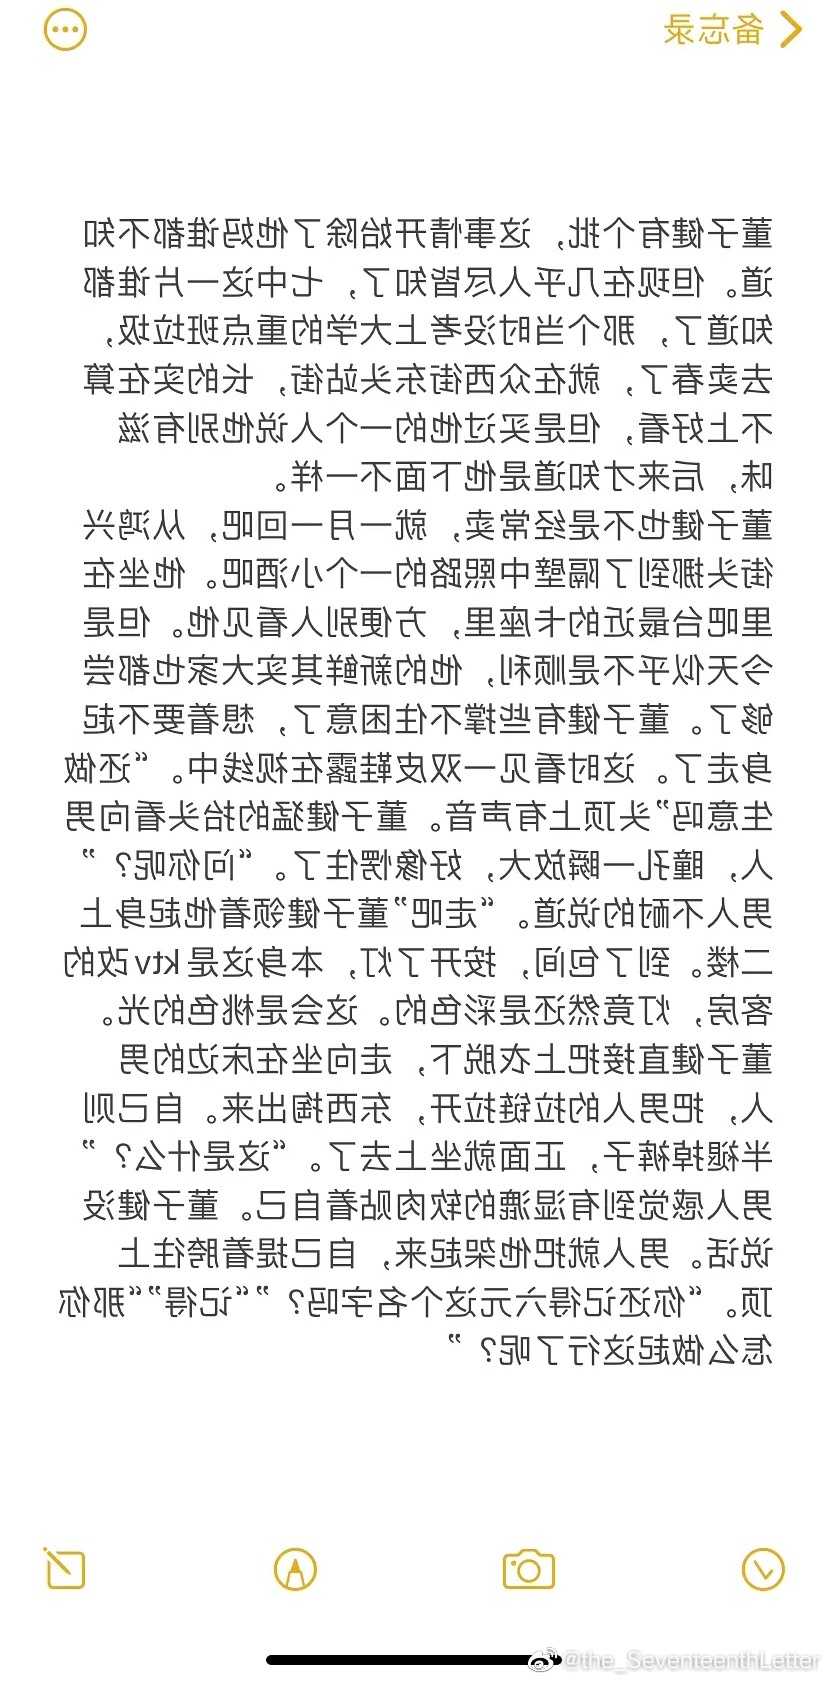 备忘录
董子健有个批，这事情开始除了他妈谁都不知
道。但现在几乎人尽皆知了，七中这一片谁都
知道了，那个当时没考上大学的重点班垃圾，
去卖春了，就在众西街东头站街，长的实在算
不上好看，但是买过他的一个人说他别有滋
味，后来才知道是他下面不一样。
董子健也不是经常卖，就一月一回吧，从鸿兴
街头挪到了隔壁中熙路的一个小酒吧。他坐在
里吧台最近的卡座里，方便别人看见他。但是
今天似乎不是顺利，他的新鲜其实大家也都尝
够了。董子健有些撑不住困意了，想着要不起
身走了。这时看见一双皮鞋露在视线中。“还做
生意吗”头顶上有声音。董子健猛的抬头看向男
人，瞳孔一瞬放大，好像愣住了。“问你呢？”
男人不耐的说道。“走吧”董子健领着他起身上
二楼。到了包间，按开了灯，本身这是ktv改的
客房，灯竟然还是彩色的。这会是桃色的光。
董子健直接把上衣脱下，走向坐在床边的男
人，把男人的拉链拉开，东西掏出来。自己则
半褪掉裤子，正面就坐上去了。“这是什么？”
男人感觉到有湿漉的软肉贴着自己。董子健没
说话。男人就把他架起来，自己提着胯往上
顶。“你还记得六元这个名字吗？”“记得”“那你
怎么做起这行了呢？”
@the_SeventeenthLetter